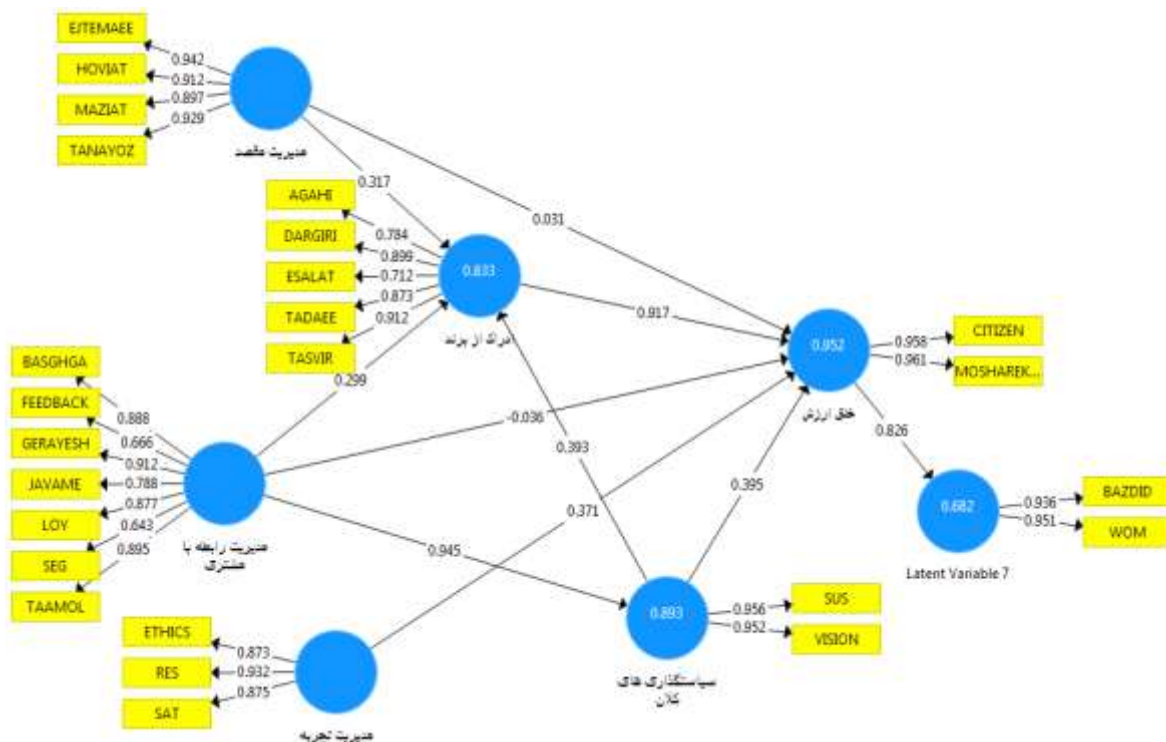 EJTEMAEE
HOVIAT
MAZIAT
TANAYOZ
0.942
0.912
0.897
0.929
مدیریت مقصد
0.317
0.031
AGAHI
DARGIRI
ESALAT
TADAEE
TASVIR
0.784
0.899
0.712
0.873
0.912
0.833
دراک از برند
0.917
0.299
BASGHGA
FEEDBACK
GERAYESH
JAVAME
LOY
SEG
TAAMOL
0.888
0.666
0.912
0.788
0.877
0.643
0.895
مدیریت رابطه با
مشتری
-0.036
0.393
0.395
0.371
0.945
0.952
خلق ارزش
0.958
0.961
CITIZEN
MOSHAREK...
0.826
0.682
Latent Variable 7
0.936
0.951
BAZDID
WOM
0.893
سیاستگذاری های
کلان
0.956
0.952
SUS
VISION
ETHICS
RES
SAT
0.873
0.932
0.875
مدیریت تجربه